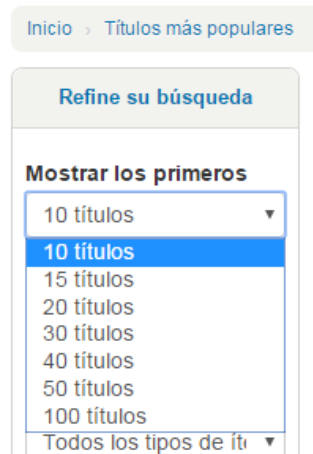 Inicio › Títulos más populares
Refine su búsqueda
Mostrar los primeros
10 títulos
10 títulos
15 títulos
20 títulos
30 títulos
40 títulos
50 títulos
100 títulos
Todos los tipos de íte